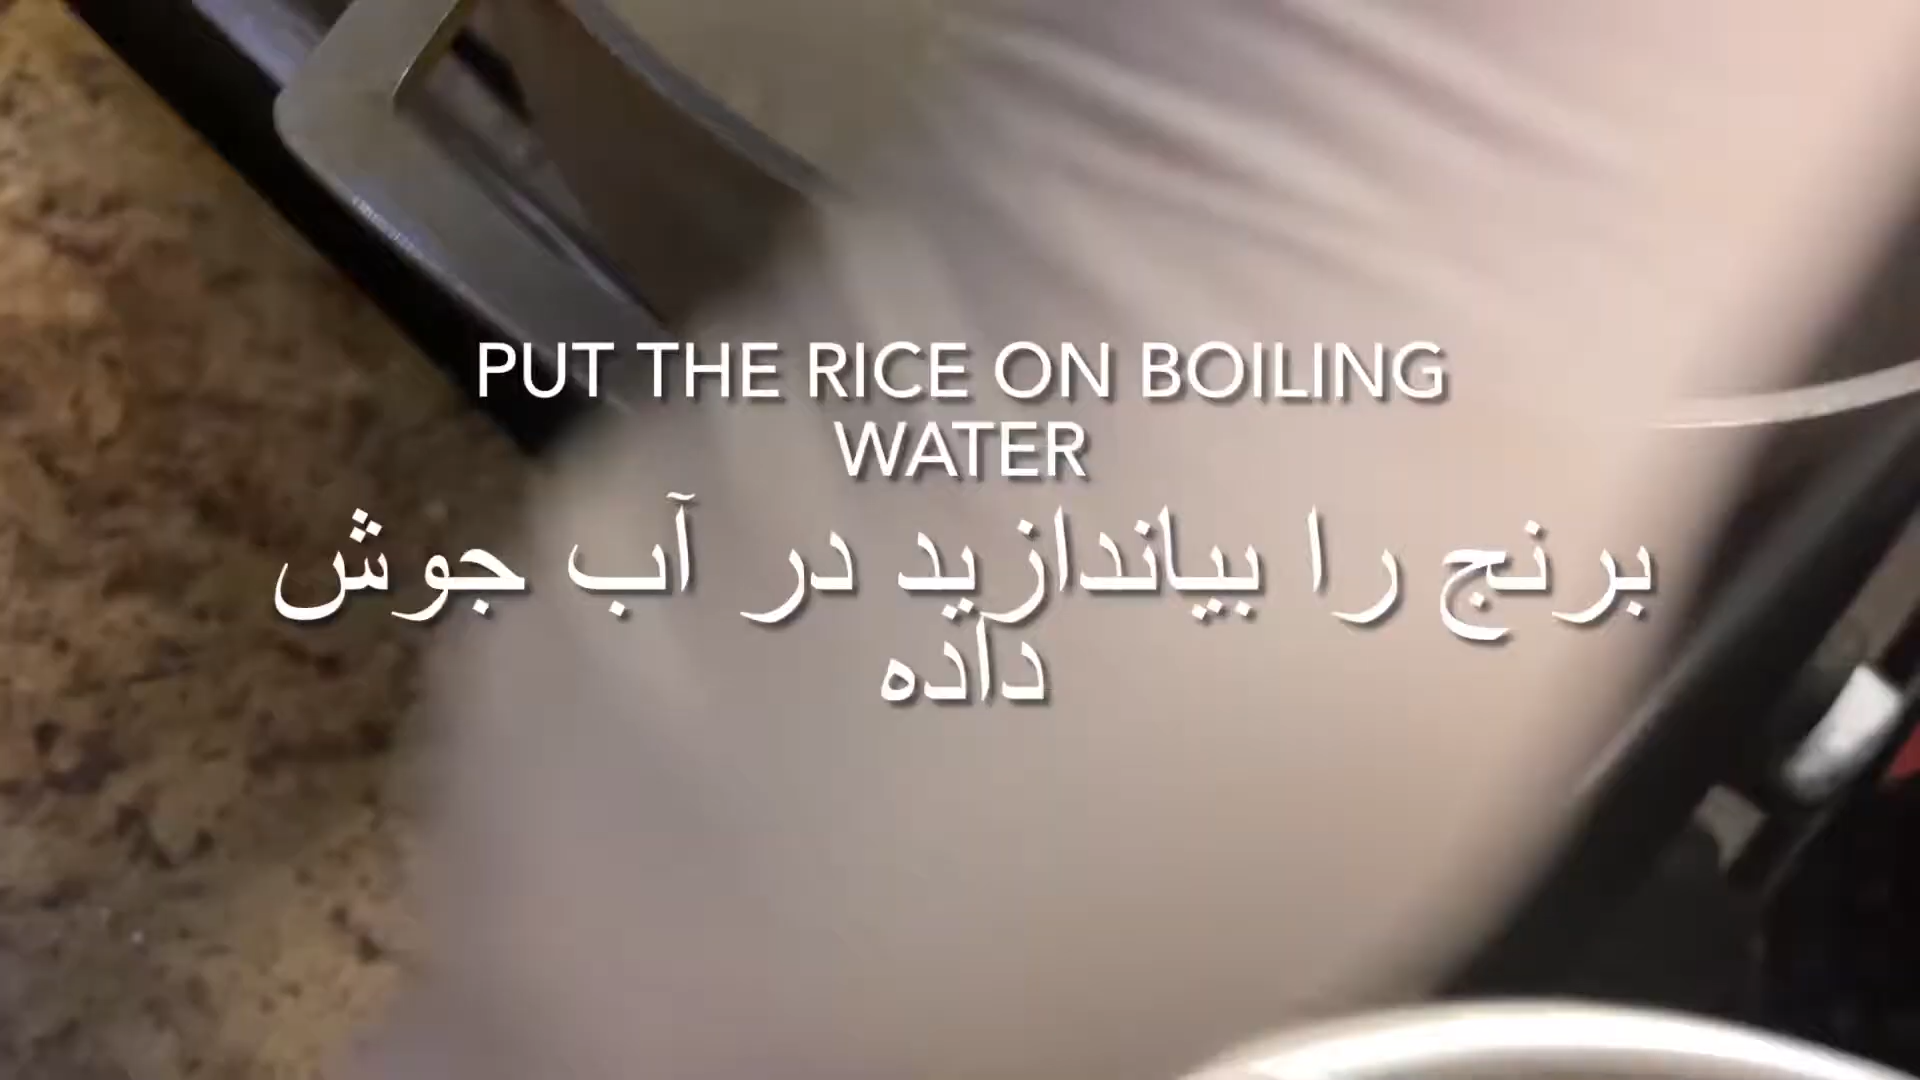 PUT THE RICE ON BOILING
WATER
برنج را بیاندازید در آب جوش
داده